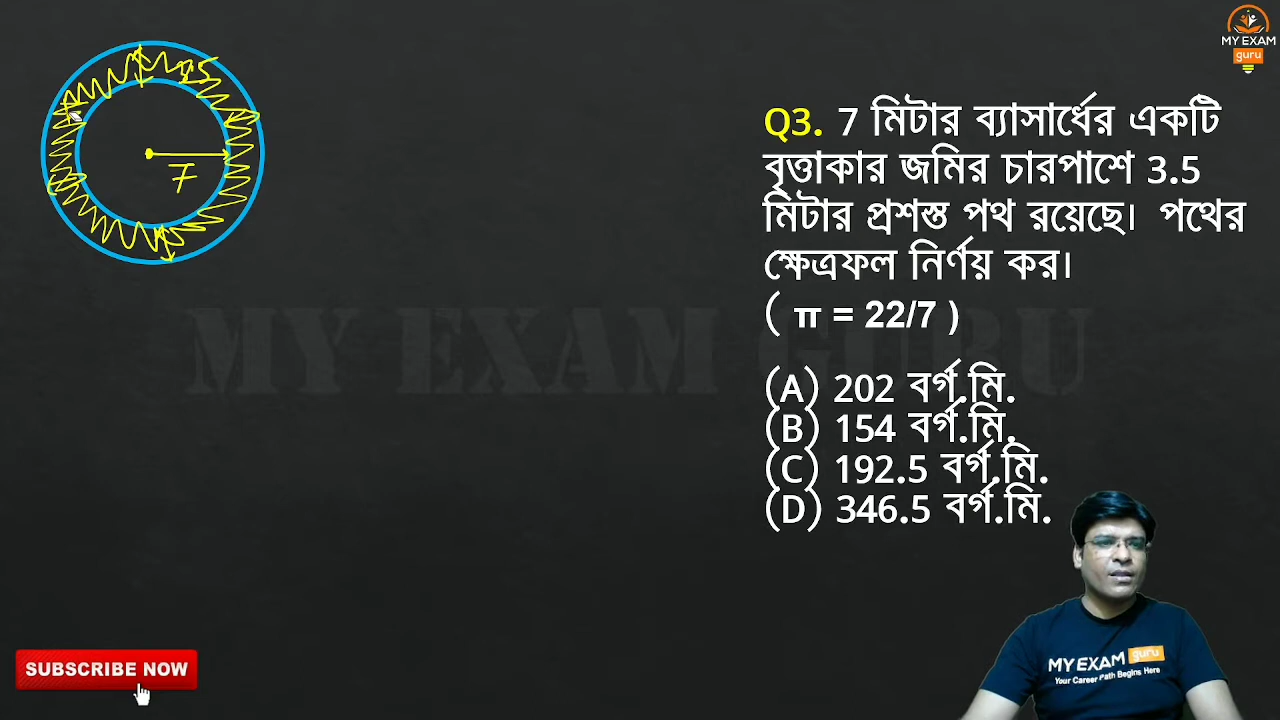 MY EXAM
guru
3.5
7
Q3. 7 মিটার ব্যাসার্ধের একটি
বৃত্তাকার জমির চারপাশে 3.5
মিটার প্রশস্ত পথ রয়েছে। পথের
ক্ষেত্রফল নির্ণয় কর।
( π = 22/7 )
MY EXAM GURU
(A) 202 বর্গ.মি.
(B) 154 বর্গ.মি.
(C) 192.5 বর্গ.মি.
(D) 346.5 বর্গ.মি.
SUBSCRIBE NOW
MY EXAM guru
Your Career Path Begins Here